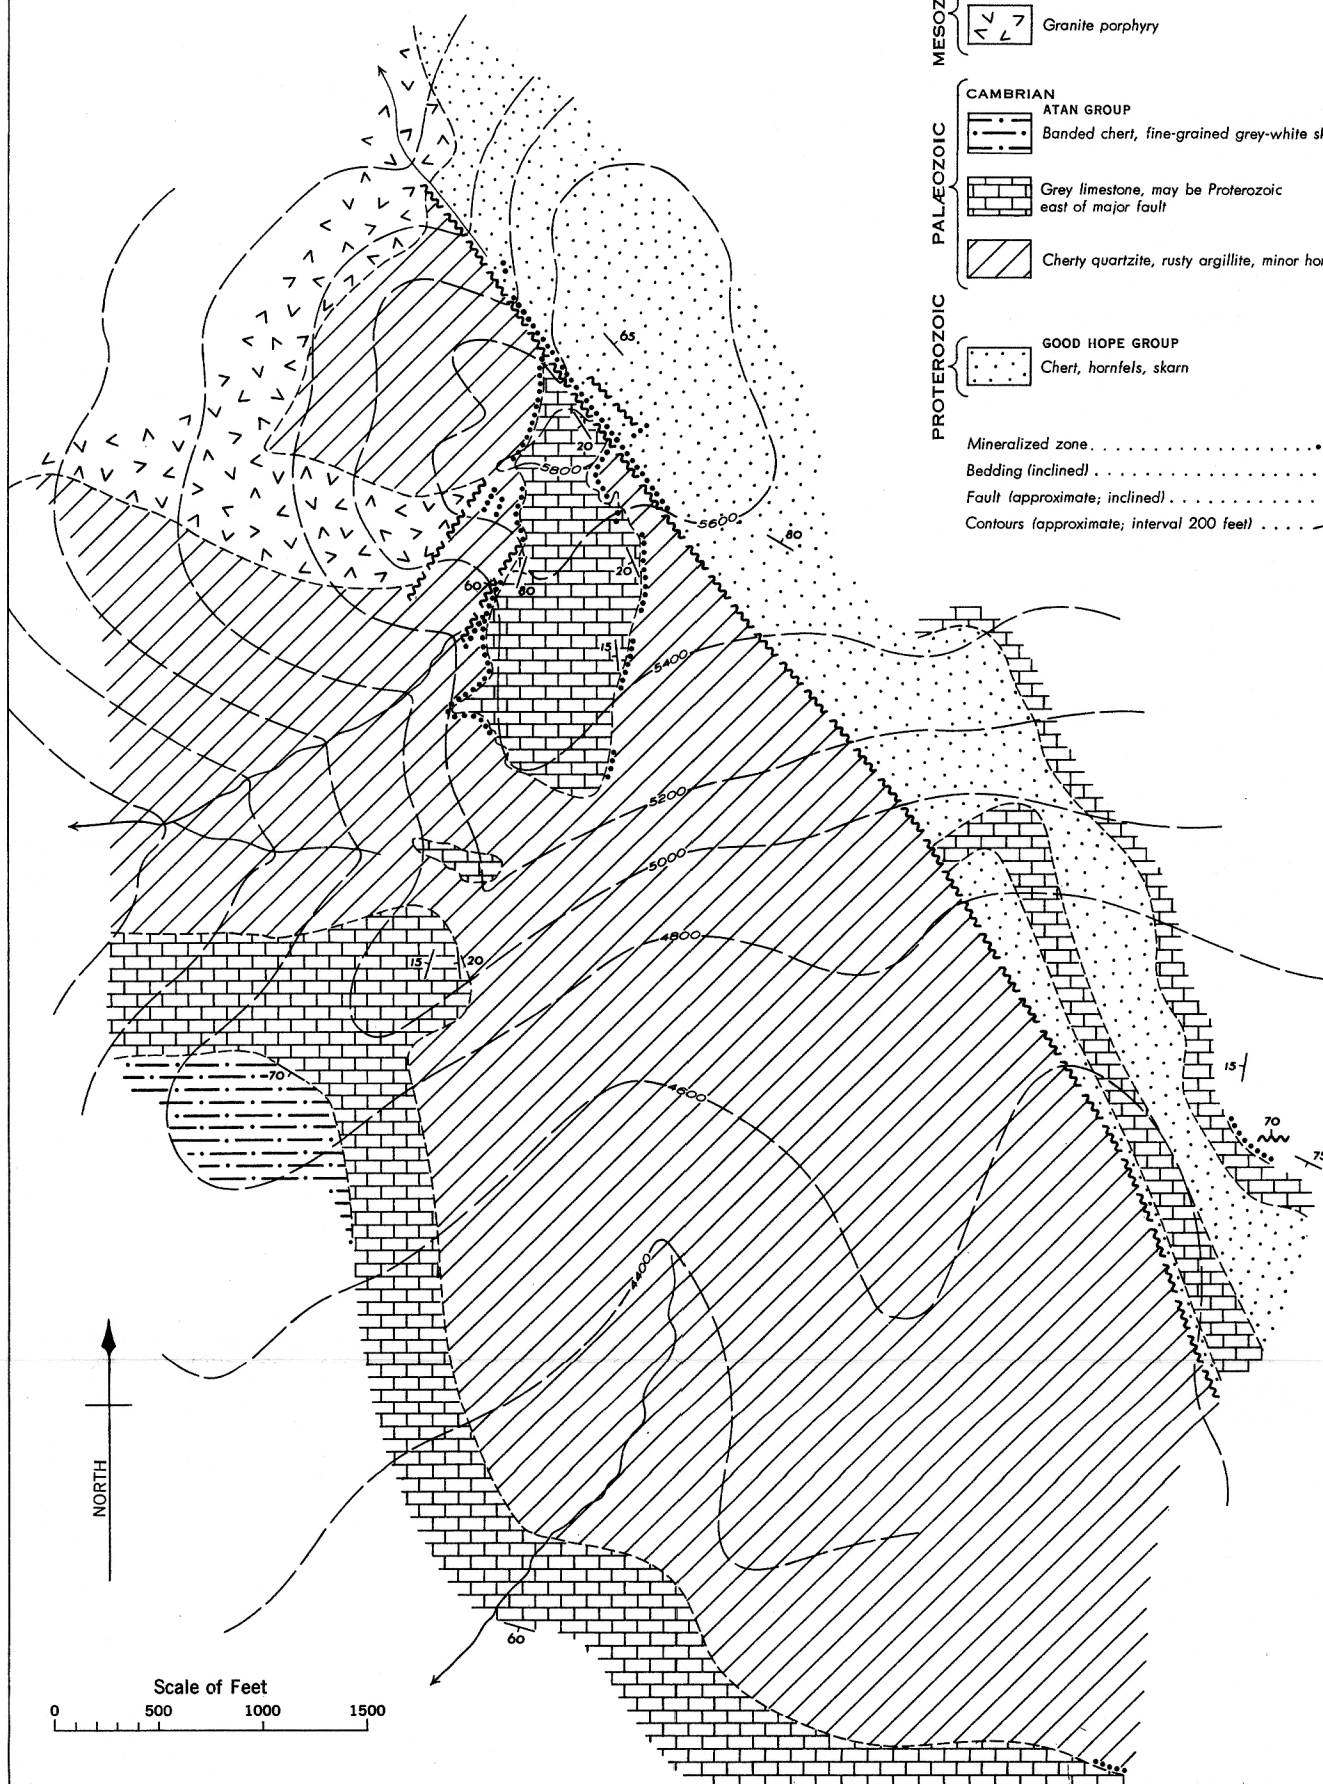 MESOZ
Granite porphyry
PALÆOZOIC
CAMBRIAN
ATAN GROUP
Banded chert, fine-grained grey-white
Grey limestone, may be Proterozoic
east of major fault
Cherty quartzite, rusty argillite, minor
PROTEROZOIC
GOOD HOPE GROUP
Chert, hornfels, skarn
Mineralized zone
Bedding (inclined)
Fault (approximate; inclined)
Contours (approximate; interval 200 feet)
65
20
5800
5600
80
60
80
20
15
5400
5200
5000
4800
15
20
70
15
4600
70
75
4400
NORTH
60
Scale of Feet
0 500 1000 1500